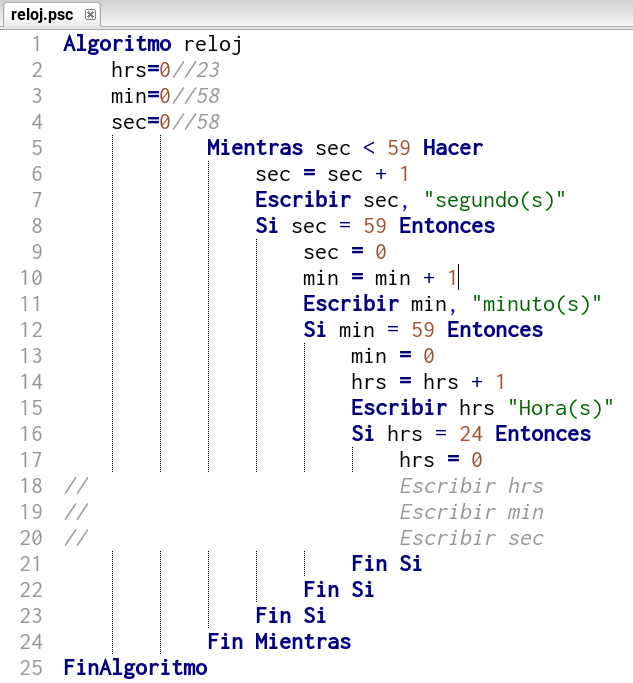 reloj.psc
1 Algoritmo reloj
2 hrs=0//23
3 min=0//58
4 sec=0//58
5 Mientras sec < 59 Hacer
6 sec = sec + 1
7 Escribir sec, "segundo(s)"
8 Si sec = 59 Entonces
9 sec = 0
10 min = min + 1
11 Escribir min, "minuto(s)"
12 Si min = 59 Entonces
13 min = 0
14 hrs = hrs + 1
15 Escribir hrs "Hora(s)"
16 Si hrs = 24 Entonces
17 hrs = 0
18 // Escribir hrs
19 // Escribir min
20 // Escribir sec
21 Fin Si
22 Fin Si
23 Fin Si
24 Fin Mientras
25 FinAlgoritmo